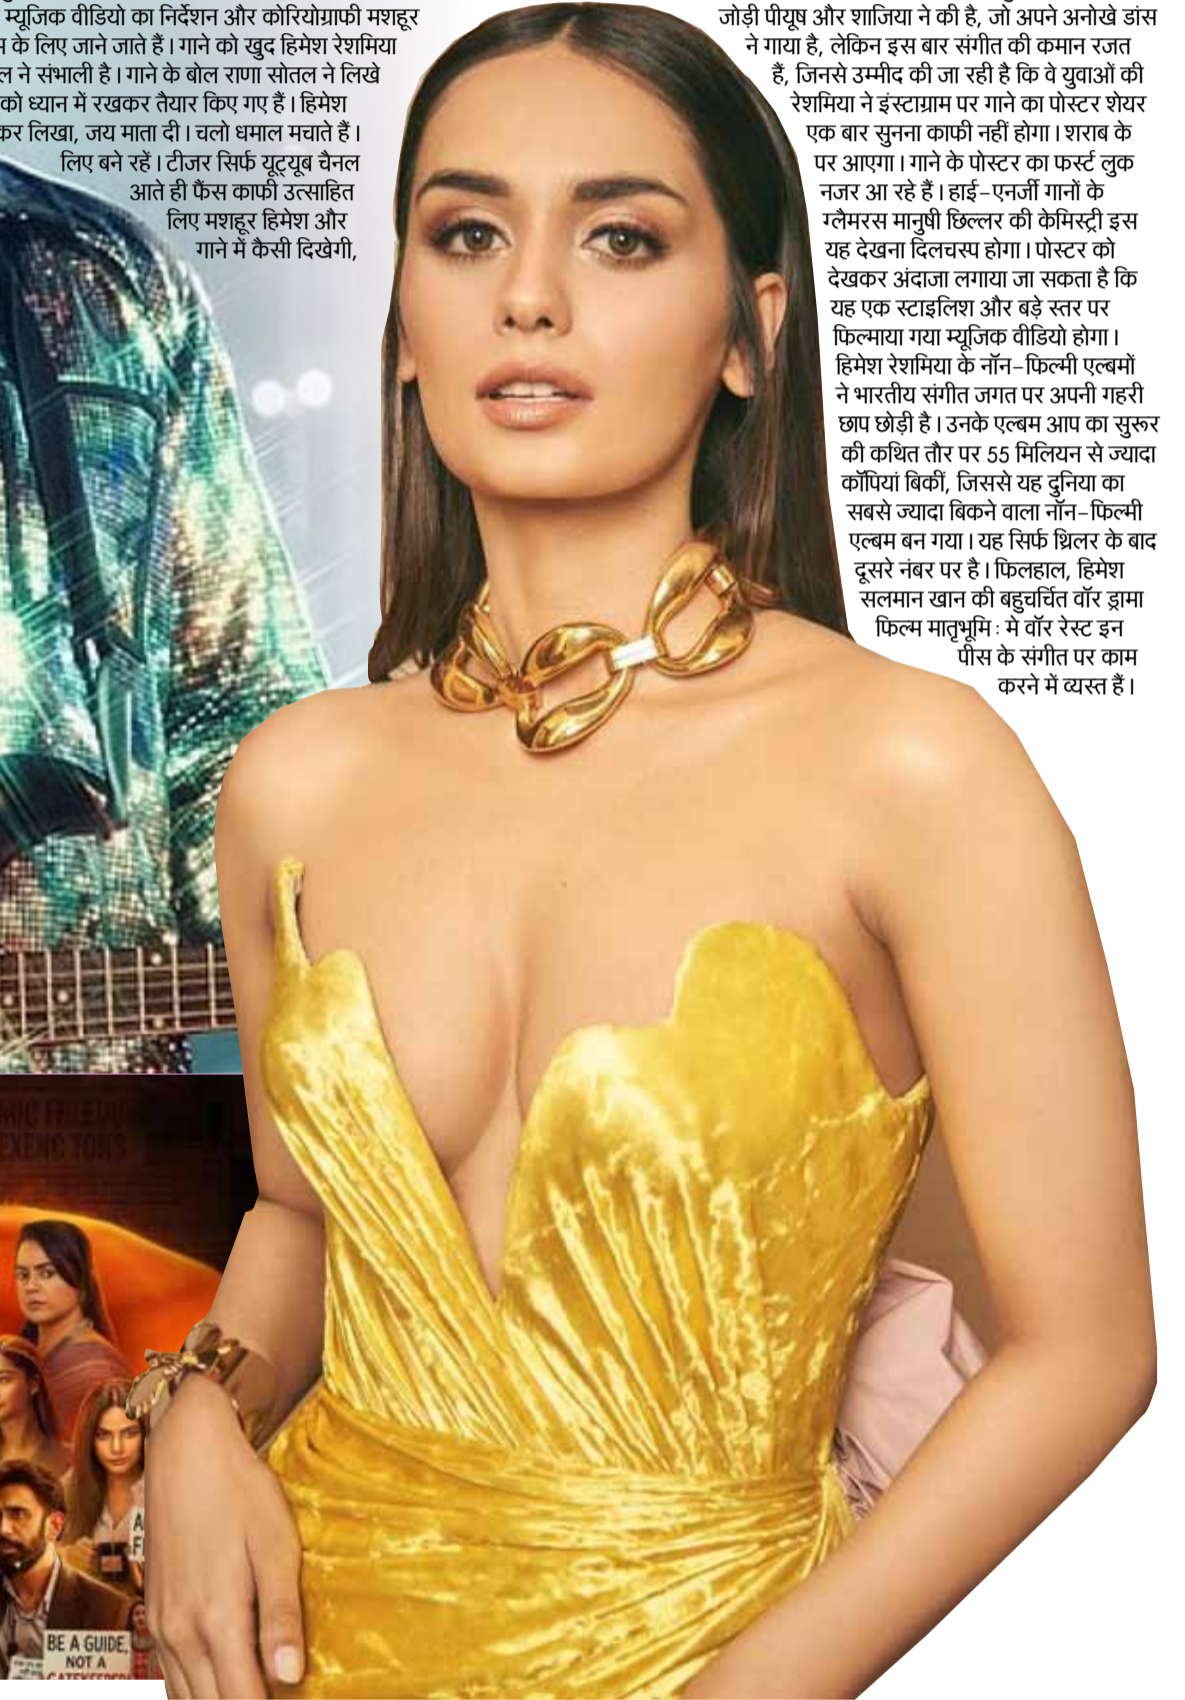 म्यूजिक वीडियो का निर्देशन और कोरियोग्राफी मशहूर
जोड़ी पीयूष और शाजिया ने की है, जो अपने अनोखे डांस
के लिए जाने जाते हैं। गाने को खुद हिमेश रेशमिया
ने गाया है, लेकिन इस बार संगीत की कमान रजत
ल ने संभाली है। गाने के बोल राणा सोतल ने लिखे
हैं, जिनसे उम्मीद की जा रही है कि वे युवाओं की
को ध्यान में रखकर तैयार किए गए हैं। हिमेश
रेशमिया ने इंस्टाग्राम पर गाने का पोस्टर शेयर
कर लिखा, जय माता दी। चलो धमाल मचाते हैं।
एक बार सुनना काफी नहीं होगा। शराब के
लिए बने रहें। टीजर सिर्फ यूट्यूब चैनल
पर आएगा। गाने के पोस्टर का फर्स्ट लुक
आते ही फैंस काफी उत्साहित
नजर आ रहे हैं। हाई-एनर्जी गानों के
लिए मशहूर हिमेश और
ग्लैमरस मानुषी छिल्लर की केमिस्ट्री इस
गाने में कैसी दिखेगी,
यह देखना दिलचस्प होगा। पोस्टर को
देखकर अंदाजा लगाया जा सकता है कि
यह एक स्टाइलिश और बड़े स्तर पर
फिल्माया गया म्यूजिक वीडियो होगा।
हिमेश रेशमिया के नॉन-फिल्मी एल्बमों
ने भारतीय संगीत जगत पर अपनी गहरी
छाप छोड़ी है। उनके एल्बम आप का सुरूर
की कथित तौर पर 55 मिलियन से ज्यादा
कॉपियां बिकीं, जिससे यह दुनिया का
सबसे ज्यादा बिकने वाला नॉन-फिल्मी
एल्बम बन गया। यह सिर्फ थ्रिलर के बाद
दूसरे नंबर पर है। फिलहाल, हिमेश
सलमान खान की बहुचर्चित वॉर ड्रामा
फिल्म मातृभूमि : मे वॉर रेस्ट इन
पीस के संगीत पर काम
करने में व्यस्त हैं।
BE A GUIDE,
NOT A
GATEKEEPER